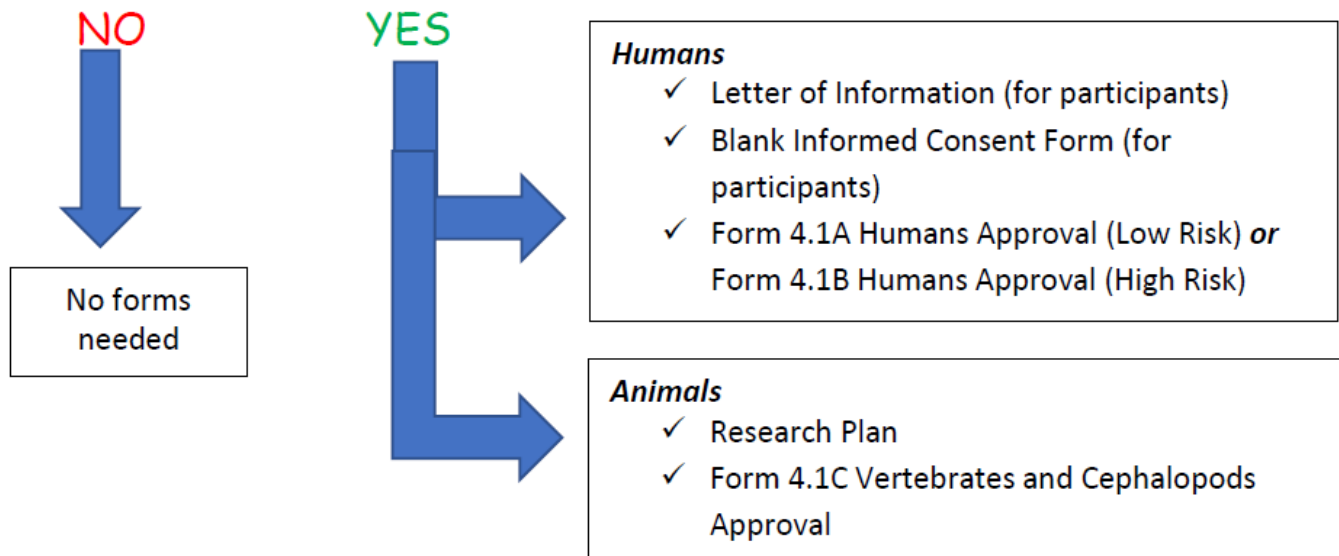 NO
YES
No forms
needed
Humans
✓ Letter of Information (for participants)
✓ Blank Informed Consent Form (for
participants)
✓ Form 4.1A Humans Approval (Low Risk) or
Form 4.1B Humans Approval (High Risk)
Animals
✓ Research Plan
✓ Form 4.1C Vertebrates and Cephalopods
Approval